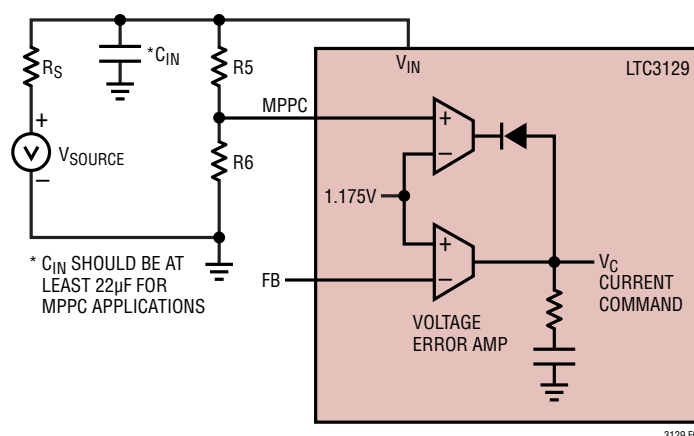 *C_IN
R_S
R5
V_IN
LTC3129
MPPC
+
+
V
V_SOURCE
–
–
R6
1.175V
+
–
* C_IN SHOULD BE AT
LEAST 22µF FOR
MPPC APPLICATIONS
FB
V_C
CURRENT
COMMAND
VOLTAGE
ERROR AMP